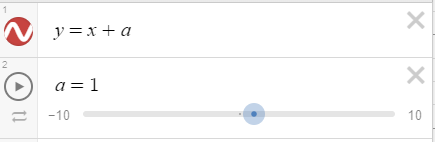 1
y = x + a
2
a = 1
−10
10